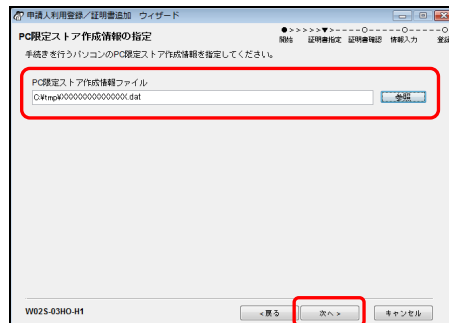 申請人利用登録／証明書追加 ウィザード
PC限定ストア作成情報の指定
●>>>>>▼>----○-----○-----○
開始 証明書指定 証明書確認 情報入力 登録
手続きを行うパソコンのPC限定ストア作成情報を指定してください。
PC限定ストア作成情報ファイル
C:¥tmp¥XXXXXXXXXXXXXX.dat
参照
W02S-03HO-H1
<戻る
次へ >
キャンセル